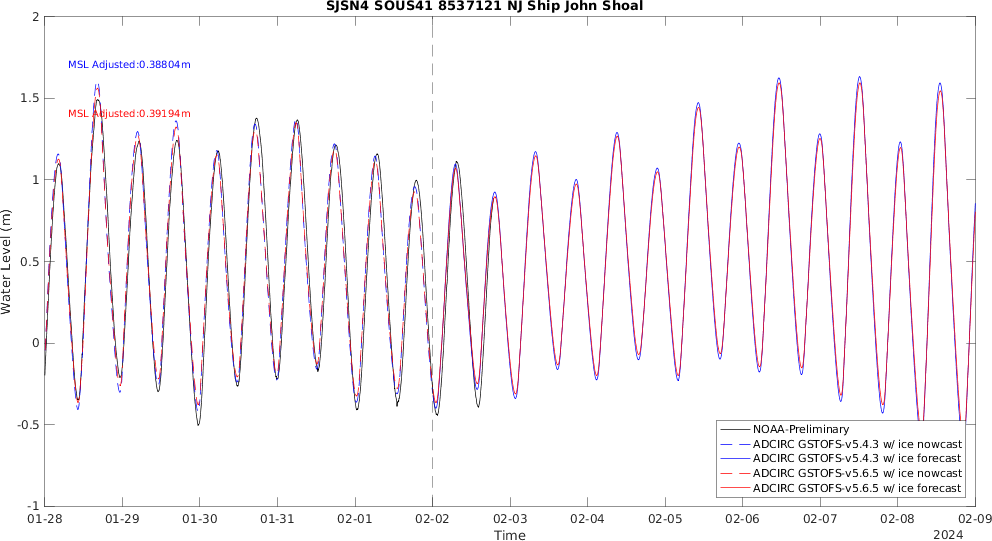 SJSN4 SOUS41 8537121 NJ Ship John Shoal
2
1.5
1
0.5
0
-0.5
-1
Water Level (m)
MSL Adjusted:0.38804m
MSL Adjusted:0.39194m
NOAA-Preliminary
ADCIRC GSTOFS-v5.4.3 w/ ice nowcast
ADCIRC GSTOFS-v5.4.3 w/ ice forecast
ADCIRC GSTOFS-v5.6.5 w/ ice nowcast
ADCIRC GSTOFS-v5.6.5 w/ ice forecast
01-28 01-29 01-30 01-31 02-01 02-02 02-03 02-04 02-05 02-06 02-07 02-08 02-09
Time
2024